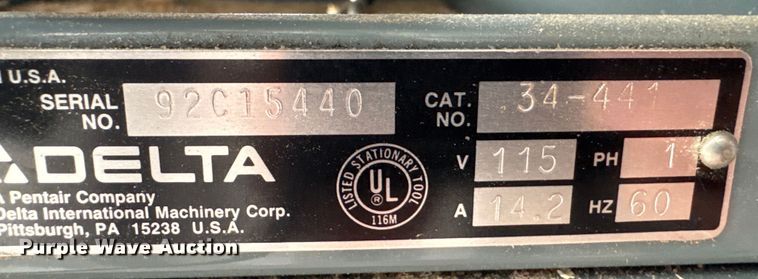 U.S.A.
SERIAL NO. 92C15440
CAT. NO. 34-441
DELTA
A Pentair Company
Delta International Machinery Corp.
Pittsburgh, PA 15238 U.S.A.
LISTED STATIONARY TOOL
UL
®
116M
V 115 PH 1
A 14.2 HZ 60
Purple Wave Auction